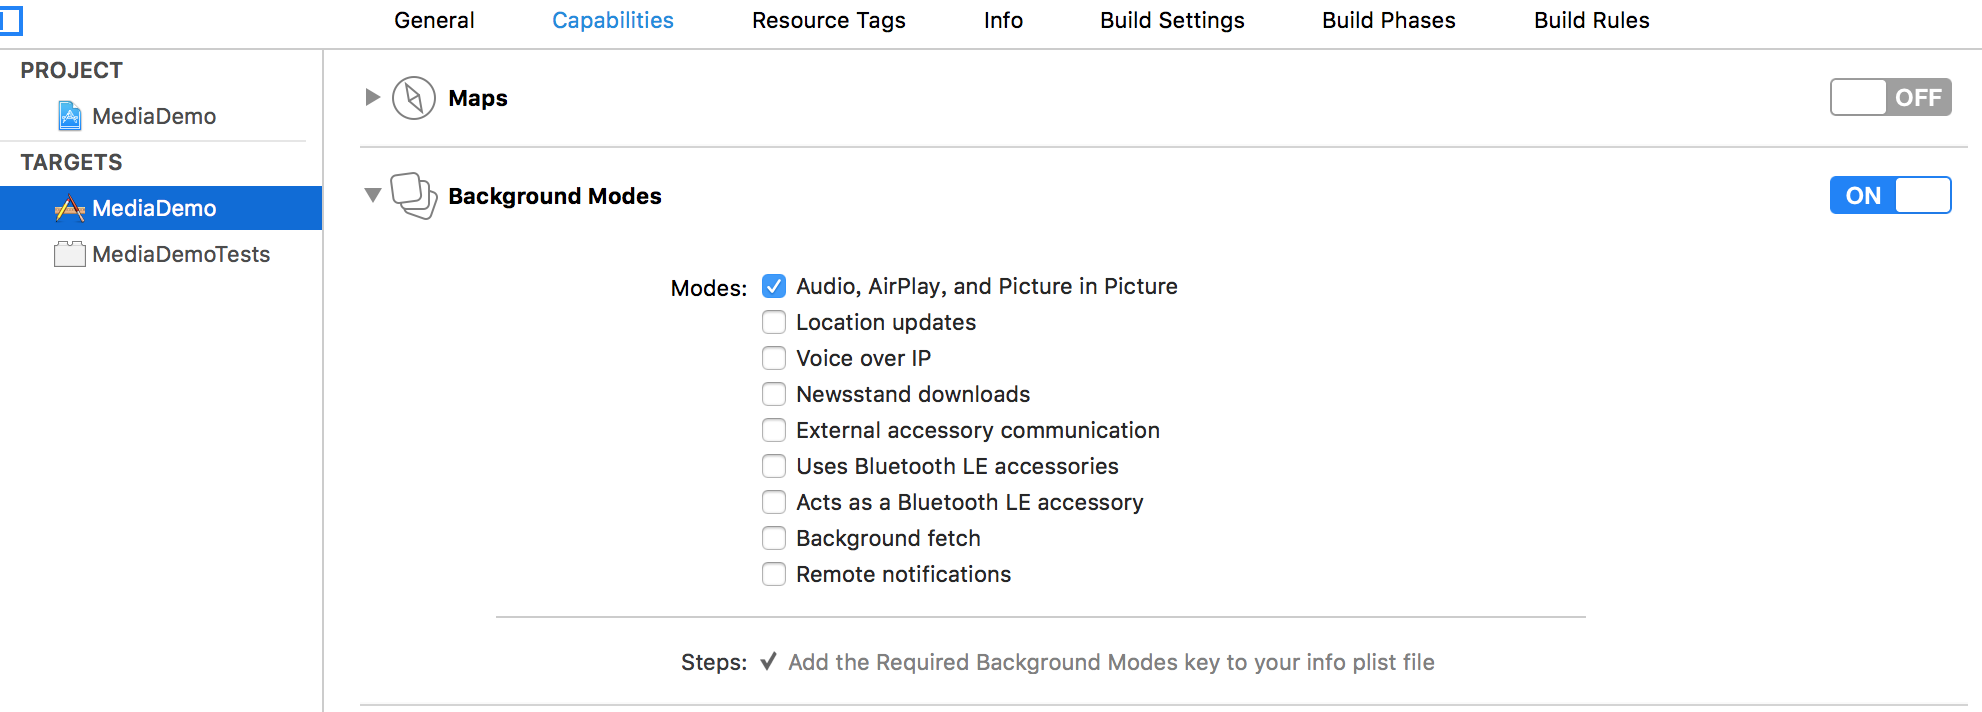 General Capabilities Resource Tags Info Build Settings Build Phases Build Rules
PROJECT
MediaDemo
TARGETS
MediaDemo
MediaDemoTests
Maps OFF
Background Modes ON
Modes: Audio, AirPlay, and Picture in Picture
Location updates
Voice over IP
Newsstand downloads
External accessory communication
Uses Bluetooth LE accessories
Acts as a Bluetooth LE accessory
Background fetch
Remote notifications
Steps: ✓ Add the Required Background Modes key to your info plist file